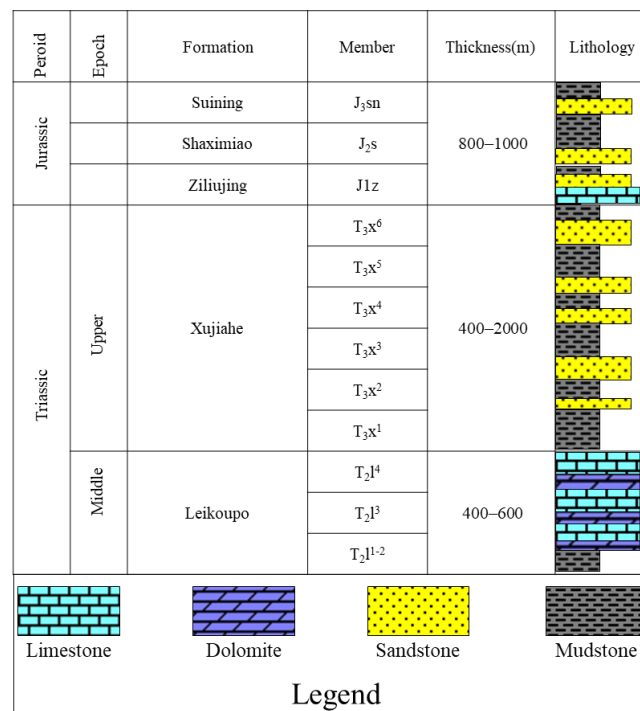 Peroid Epoch Formation Member Thickness(m) Lithology
Jurassic
Suining J₃sn
Shaximiao J₂s 800–1000
Ziliujing J1z
Triassic
Upper
Xujiahe
T₃x⁶
T₃x⁵
T₃x⁴
400–2000
T₃x³
T₃x²
T₃x¹
Middle
Leikoupo
T₂l⁴
T₂l³ 400–600
T₂l¹⁻²
Limestone Dolomite Sandstone Mudstone
Legend